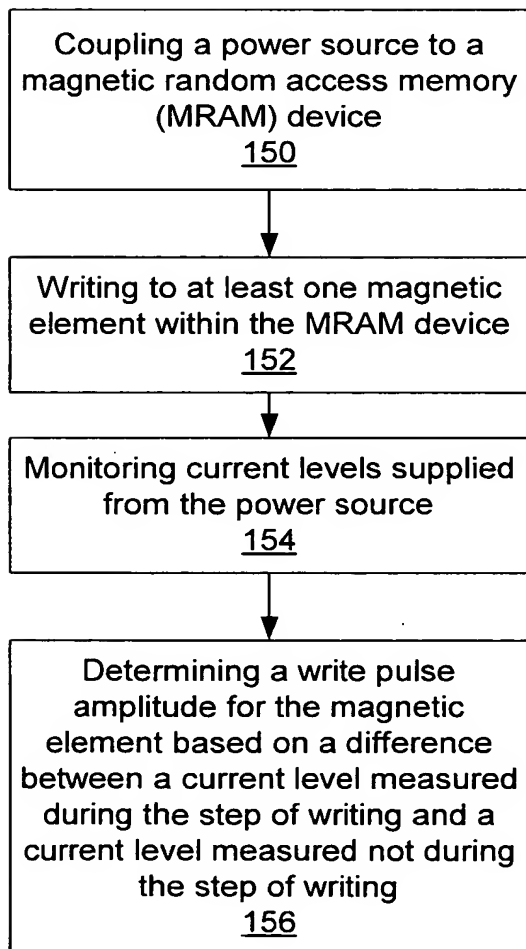 Coupling a power source to a
magnetic random access memory
(MRAM) device
150
Writing to at least one magnetic
element within the MRAM device
152
Monitoring current levels supplied
from the power source
154
Determining a write pulse
amplitude for the magnetic
element based on a difference
between a current level measured
during the step of writing and a
current level measured not during
the step of writing
156